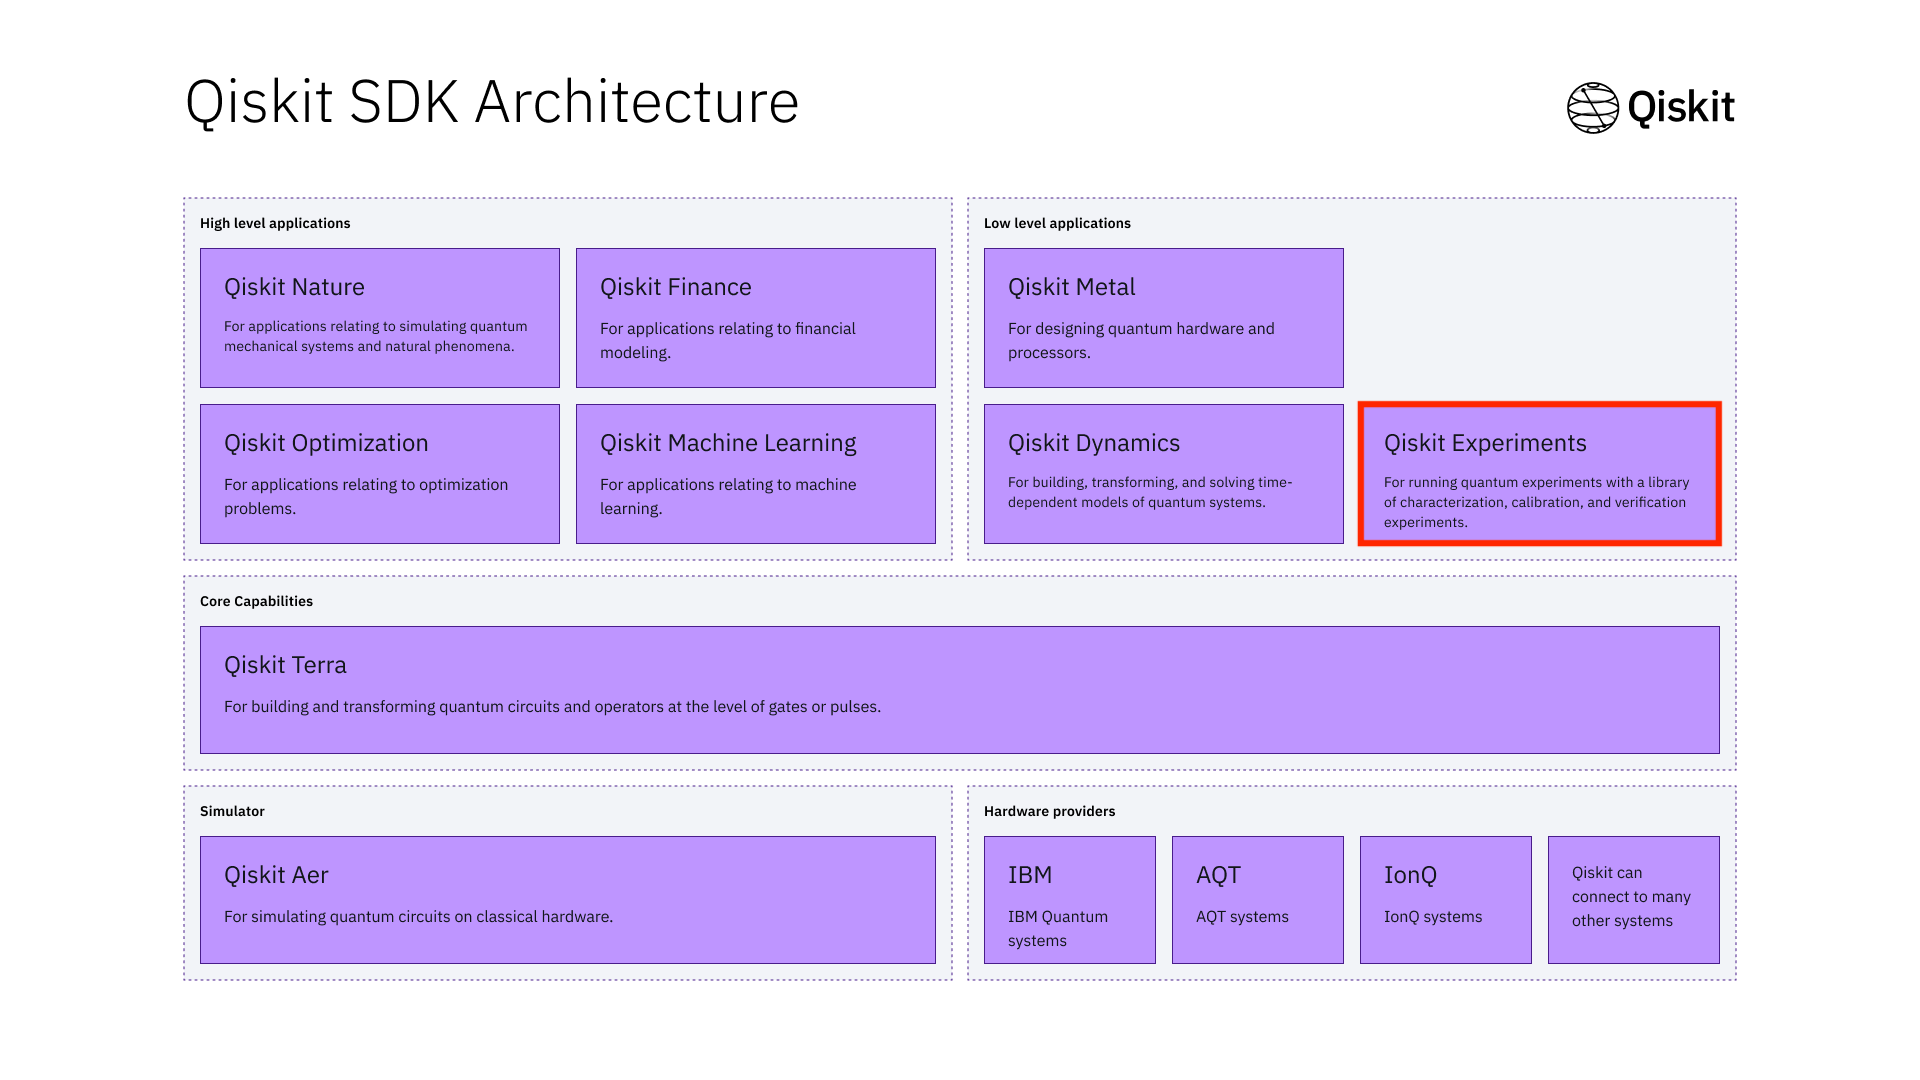 Qiskit SDK Architecture
Qiskit
High level applications
Qiskit Nature
For applications relating to simulating quantum
mechanical systems and natural phenomena.
Qiskit Finance
For applications relating to financial
modeling.
Qiskit Optimization
For applications relating to optimization
problems.
Qiskit Machine Learning
For applications relating to machine
learning.
Low level applications
Qiskit Metal
For designing quantum hardware and
processors.
Qiskit Dynamics
For building, transforming, and solving time-
dependent models of quantum systems.
Qiskit Experiments
For running quantum experiments with a library
of characterization, calibration, and verification
experiments.
Core Capabilities
Qiskit Terra
For building and transforming quantum circuits and operators at the level of gates or pulses.
Simulator
Qiskit Aer
For simulating quantum circuits on classical hardware.
Hardware providers
IBM
IBM Quantum
systems
AQT
AQT systems
IonQ
IonQ systems
Qiskit can
connect to many
other systems